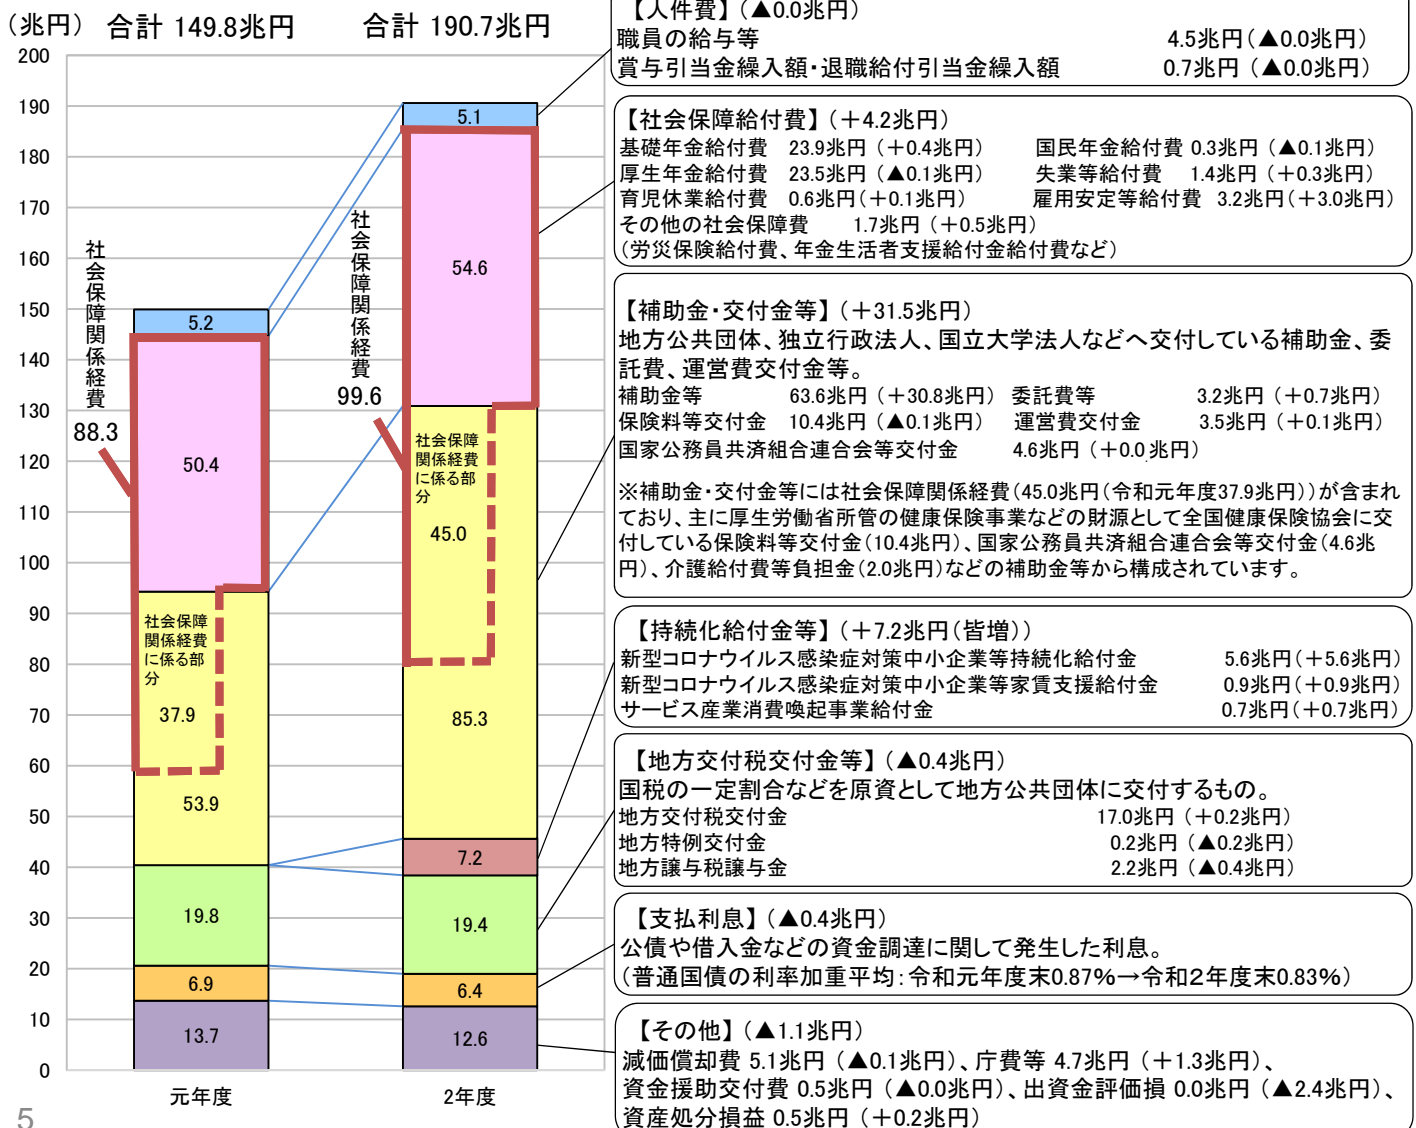 (兆円)
合計 149.8兆円
合計 190.7兆円
200
190
180
170
160
150
140
130
120
110
100
90
80
70
60
50
40
30
20
10
0
社会保障関係経費
88.3
社会保障関係経費
99.6
5.2
50.4
社会保障
関係経費
に係る部
分
37.9
53.9
19.8
6.9
13.7
元年度
5.1
54.6
社会保障
関係経費
に係る部
分
45.0
85.3
7.2
19.4
6.4
12.6
2年度
【人件費】(▲0.0兆円)
職員の給与等 4.5兆円(▲0.0兆円)
賞与引当金繰入額・退職給付引当金繰入額 0.7兆円 (▲0.0兆円)
【社会保障給付費】(+4.2兆円)
基礎年金給付費 23.9兆円 (+0.4兆円) 国民年金給付費 0.3兆円 (▲0.1兆円)
厚生年金給付費 23.5兆円 (▲0.1兆円) 失業等給付費 1.4兆円 (+0.3兆円)
育児休業給付費 0.6兆円(+0.1兆円) 雇用安定等給付費 3.2兆円(+3.0兆円)
その他の社会保障費 1.7兆円 (+0.5兆円)
(労災保険給付費、年金生活者支援給付金給付費など)
【補助金・交付金等】(+31.5兆円)
地方公共団体、独立行政法人、国立大学法人などへ交付している補助金、委
託費、運営費交付金等。
補助金等 63.6兆円 (+30.8兆円) 委託費等 3.2兆円 (+0.7兆円)
保険料等交付金 10.4兆円 (▲0.1兆円) 運営費交付金 3.5兆円 (+0.1兆円)
国家公務員共済組合連合会等交付金 4.6兆円 (+0.0兆円)
※補助金・交付金等には社会保障関係経費(45.0兆円(令和元年度37.9兆円))が含まれ
ており、主に厚生労働省所管の健康保険事業などの財源として全国健康保険協会に交
付している保険料等交付金(10.4兆円)、国家公務員共済組合連合会等交付金(4.6兆
円)、介護給付費等負担金(2.0兆円)などの補助金等から構成されています。
【持続化給付金等】(+7.2兆円(皆増))
新型コロナウイルス感染症対策中小企業等持続化給付金 5.6兆円(+5.6兆円)
新型コロナウイルス感染症対策中小企業等家賃支援給付金 0.9兆円(+0.9兆円)
サービス産業消費喚起事業給付金 0.7兆円(+0.7兆円)
【地方交付税交付金等】(▲0.4兆円)
国税の一定割合などを原資として地方公共団体に交付するもの。
地方交付税交付金 17.0兆円 (+0.2兆円)
地方特例交付金 0.2兆円 (▲0.2兆円)
地方譲与税譲与金 2.2兆円 (▲0.4兆円)
【支払利息】(▲0.4兆円)
公債や借入金などの資金調達に関して発生した利息。
(普通国債の利率加重平均:令和元年度末0.87%→令和2年度末0.83%)
【その他】(▲1.1兆円)
減価償却費 5.1兆円 (▲0.1兆円)、庁費等 4.7兆円 (+1.3兆円)、
資金援助交付費 0.5兆円 (▲0.0兆円)、出資金評価損 0.0兆円 (▲2.4兆円)、
資産処分損益 0.5兆円 (+0.2兆円)
5